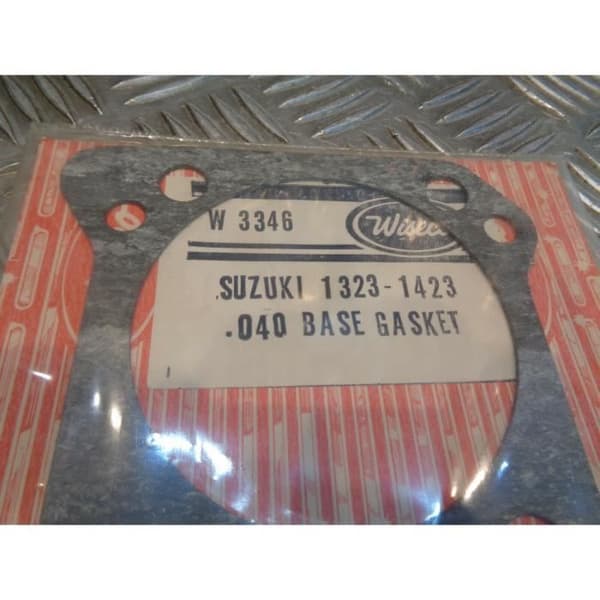 W 3346
Wiseco
.SUZUKI 1323-1423
.040 BASE GASKET